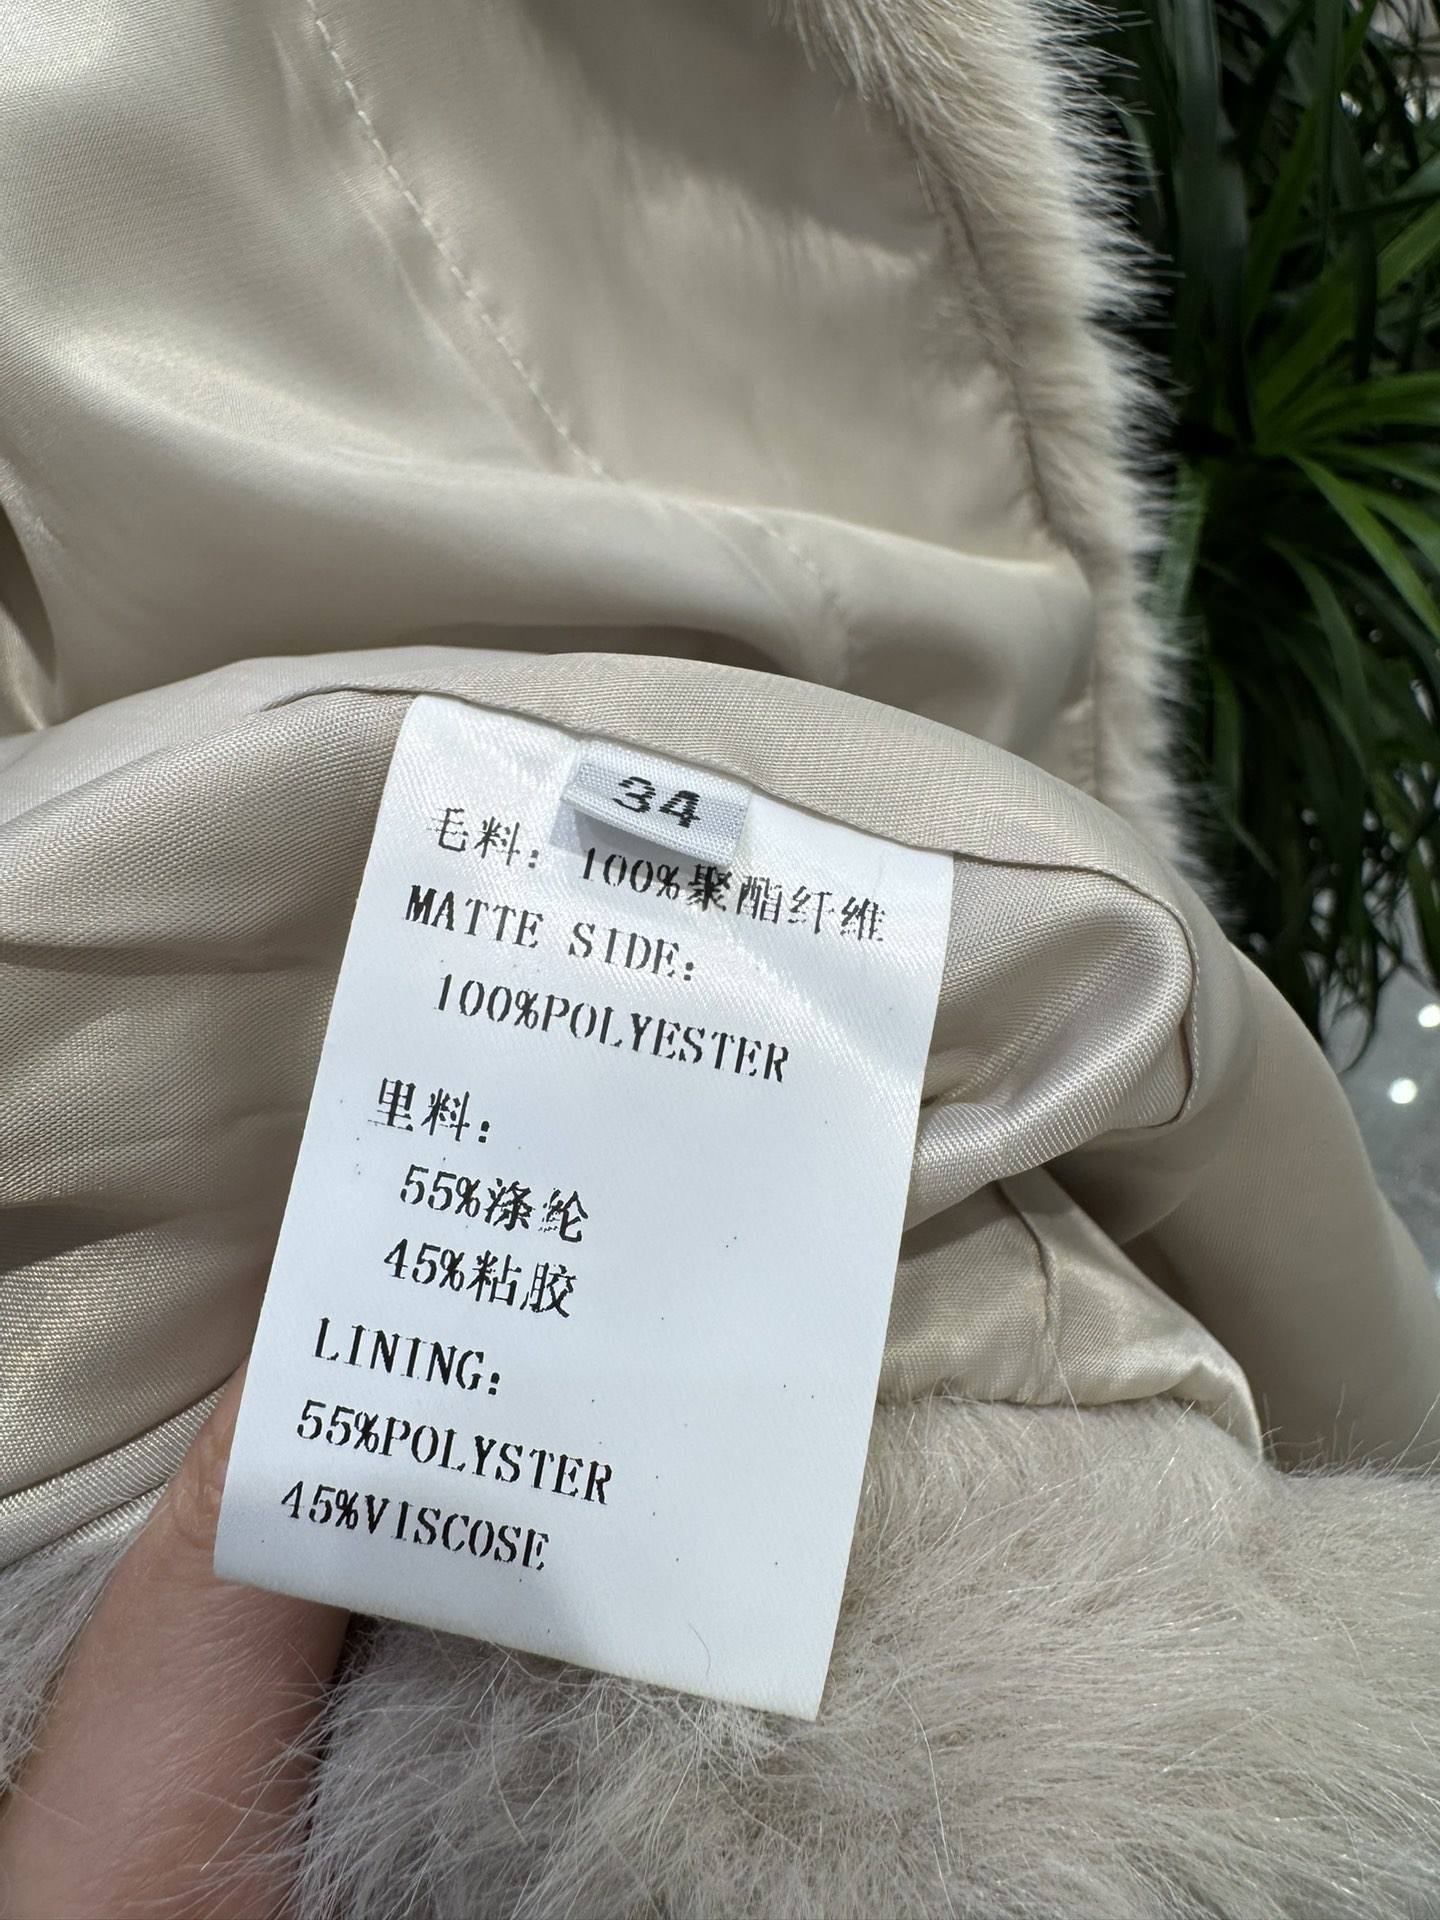 34
毛料：100%聚酯纤维
MATTE SIDE:
100%POLYESTER
里料：
55%涤纶
45%粘胶
LINING:
55%POLYSTER
45%VISCOSE